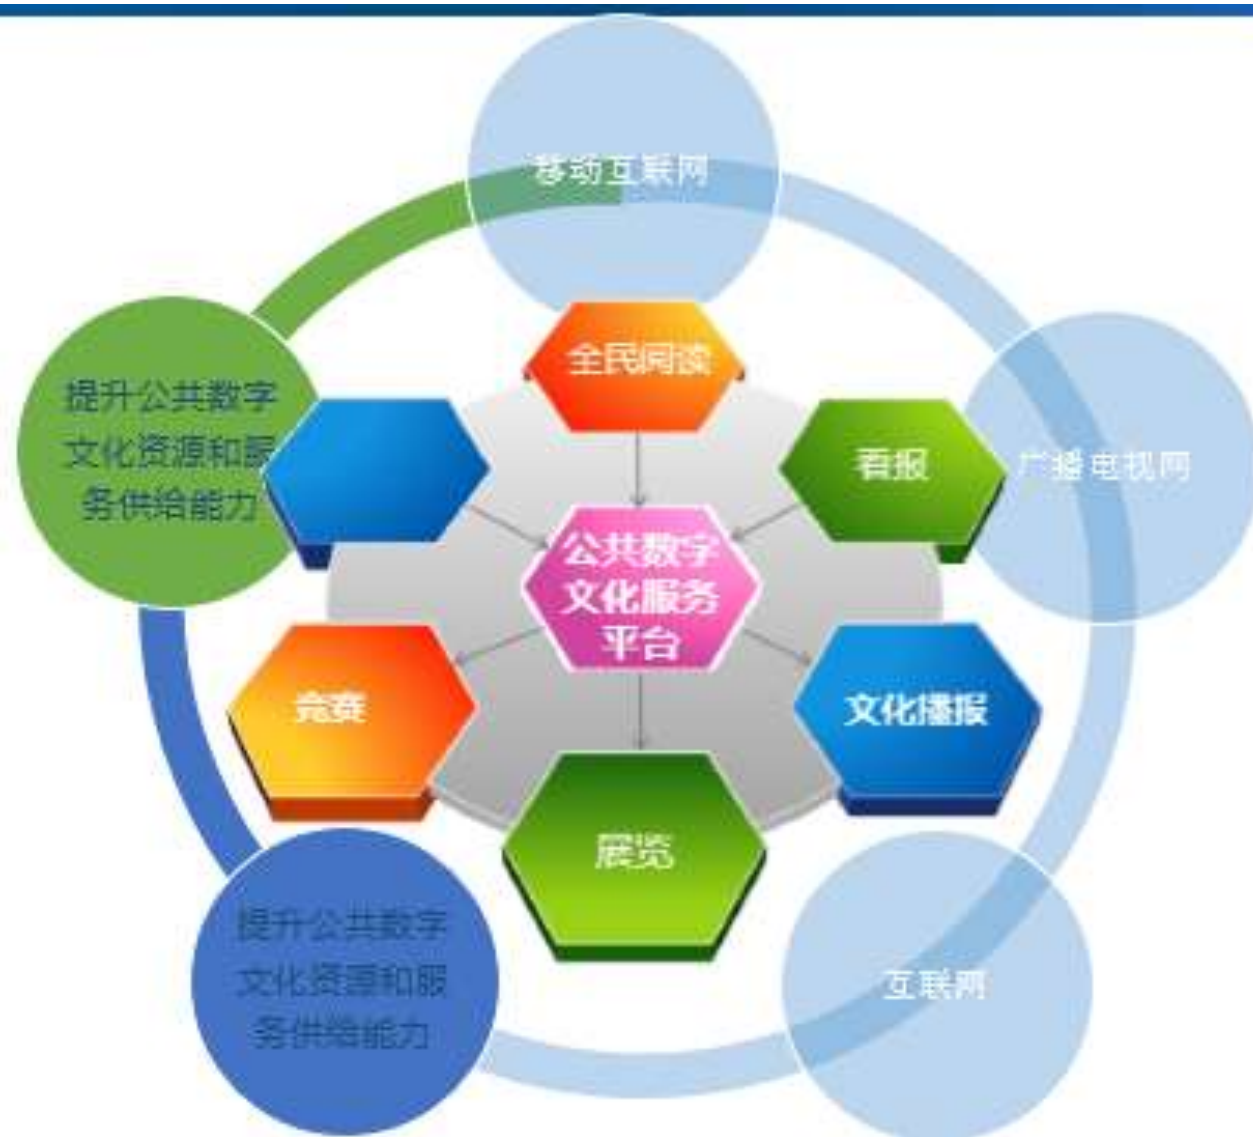 移动互联网
全民阅读
提升公共数字
文化资源和服
务供给能力
看报
广播电视网
公共数字
文化服务
平台
竞赛
文化播报
展览
提升公共数字
文化资源和服
务供给能力
互联网